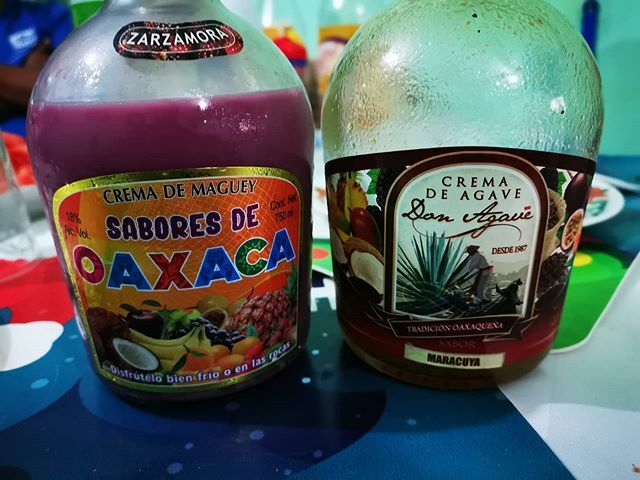 ZARZAMORA
CREMA DE MAGUEY
18%
Alc. Vol.
SABORES DE
Cont. Net.
750 ml
OAXACA
Disfrútelo bien frio o en las rocas
CREMA
DE AGAVE
Don Agave
DESDE 1987
TRADICIÓN OAXAQUEÑA
SABOR
MARACUYA